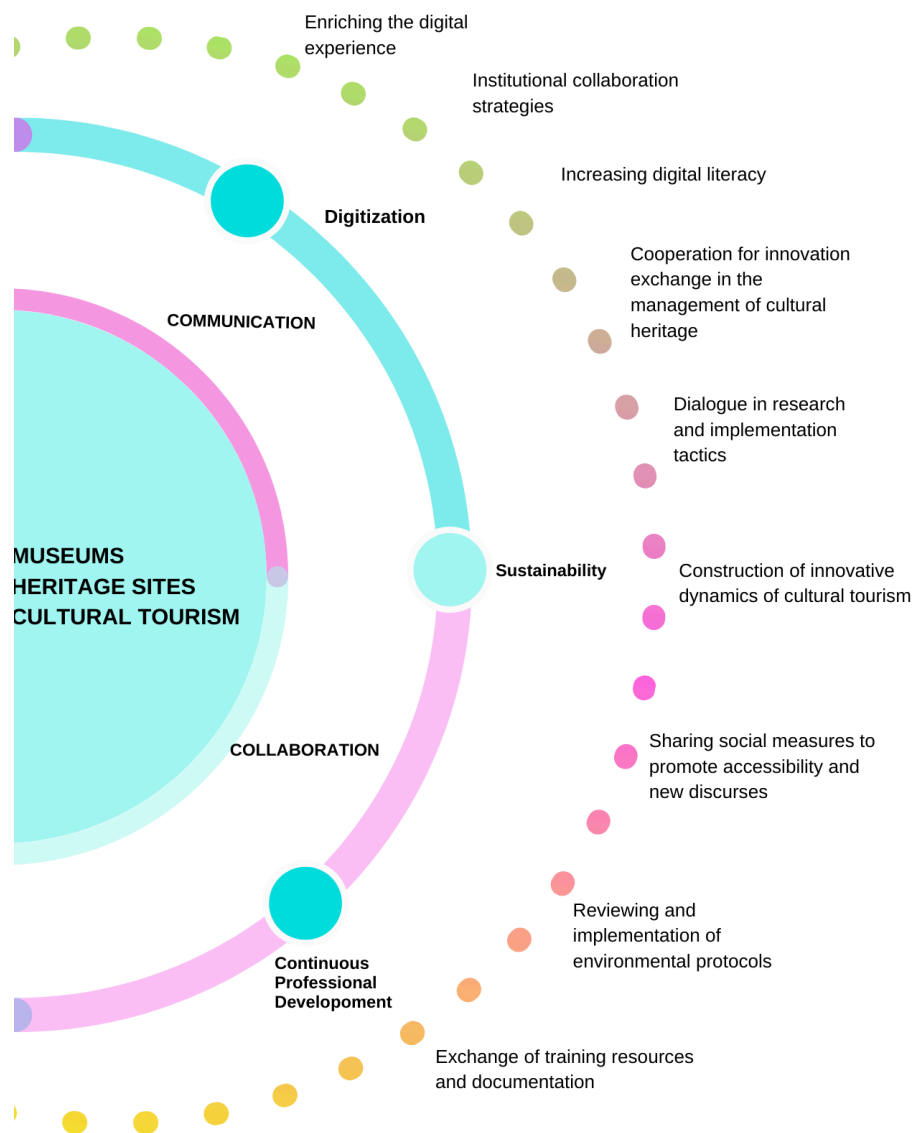 Enriching the digital
experience
Institutional collaboration
strategies
Increasing digital literacy
Digitization
Cooperation for innovation
exchange in the
management of cultural
heritage
COMMUNICATION
Dialogue in research
and implementation
tactics
MUSEUMS
HERITAGE SITES
CULTURAL TOURISM
Sustainability
Construction of innovative
dynamics of cultural tourism
COLLABORATION
Sharing social measures to
promote accessibility and
new discurses
Reviewing and
implementation of
environmental protocols
Continuous
Professional
Developoment
Exchange of training resources
and documentation